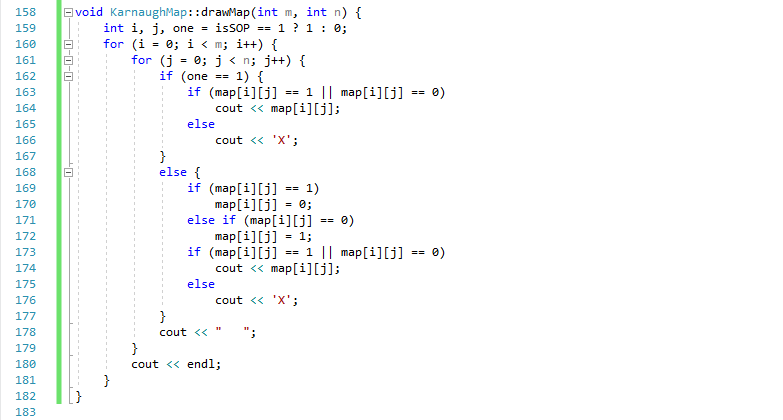 158 void KarnaughMap::drawMap(int m, int n) {
159     int i, j, one = isSOP == 1 ? 1 : 0;
160     for (i = 0; i < m; i++) {
161         for (j = 0; j < n; j++) {
162             if (one == 1) {
163                 if (map[i][j] == 1 || map[i][j] == 0)
164                     cout << map[i][j];
165                 else
166                     cout << 'X';
167             }
168             else {
169                 if (map[i][j] == 1)
170                     map[i][j] = 0;
171                 else if (map[i][j] == 0)
172                     map[i][j] = 1;
173                 if (map[i][j] == 1 || map[i][j] == 0)
174                     cout << map[i][j];
175                 else
176                     cout << 'X';
177             }
178             cout << "   ";
179         }
180         cout << endl;
181     }
182 }
183